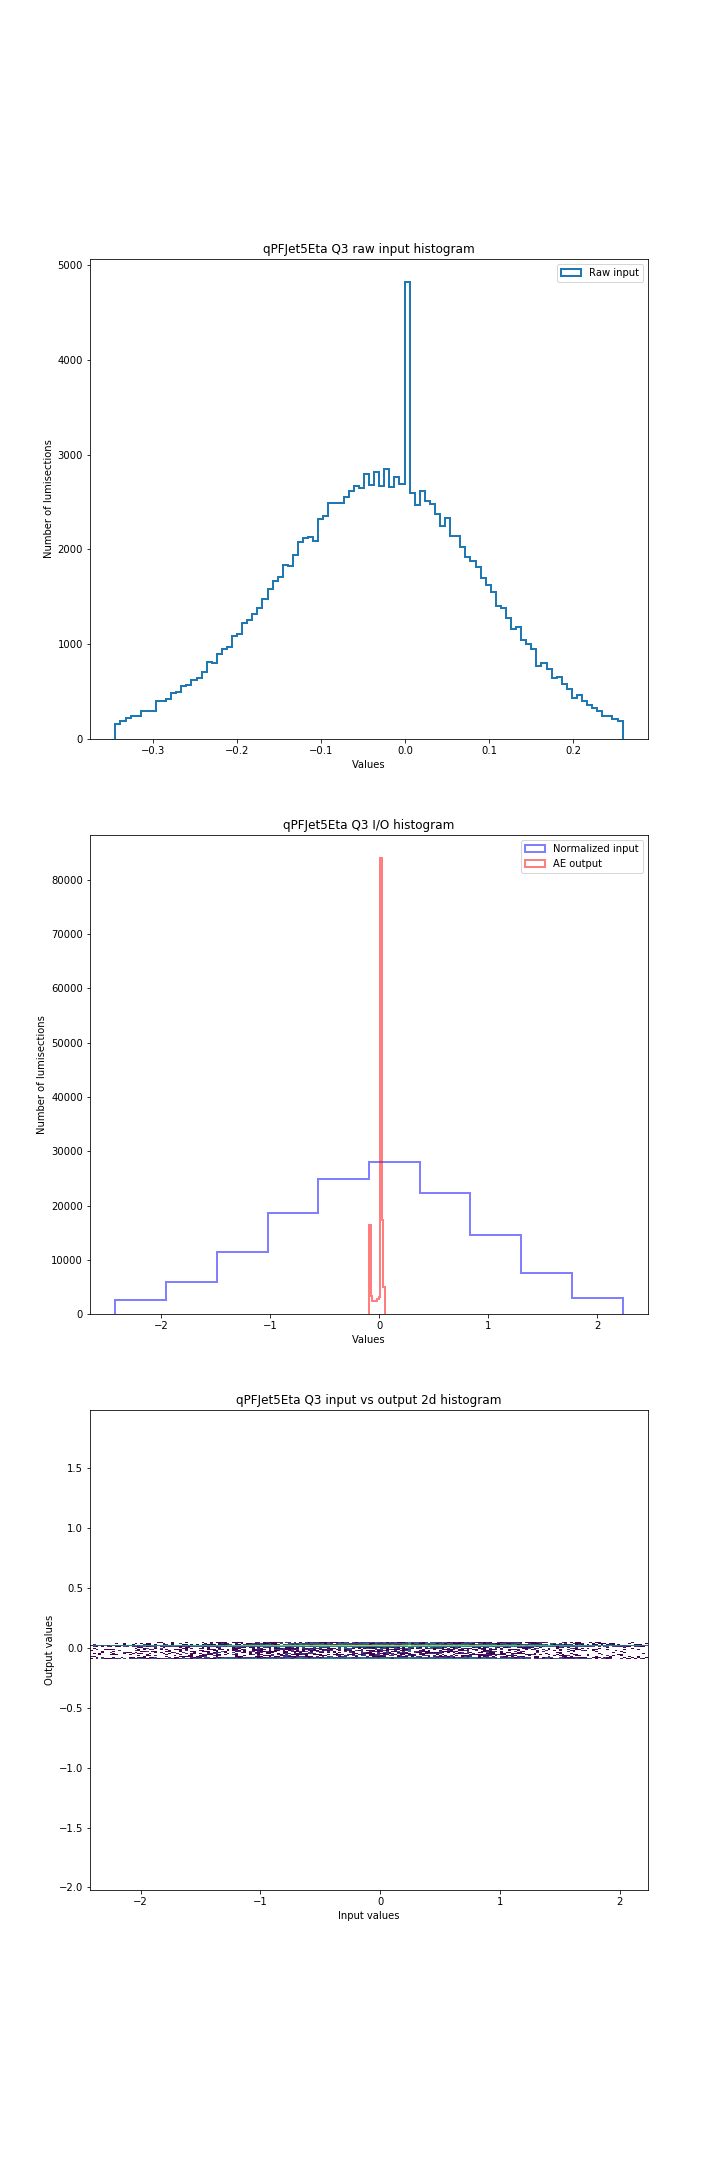 qPFJet5Eta Q3 raw input histogram
5000
4000
3000
2000
1000
0
Number of lumisections
Raw input
−0.3 −0.2 −0.1 0.0 0.1 0.2
Values
qPFJet5Eta Q3 I/O histogram
80000
70000
60000
50000
40000
30000
20000
10000
0
Number of lumisections
Normalized input
AE output
−2 −1 0 1 2
Values
qPFJet5Eta Q3 input vs output 2d histogram
1.5
1.0
0.5
0.0
−0.5
−1.0
−1.5
−2.0
Output values
−2 −1 0 1 2
Input values